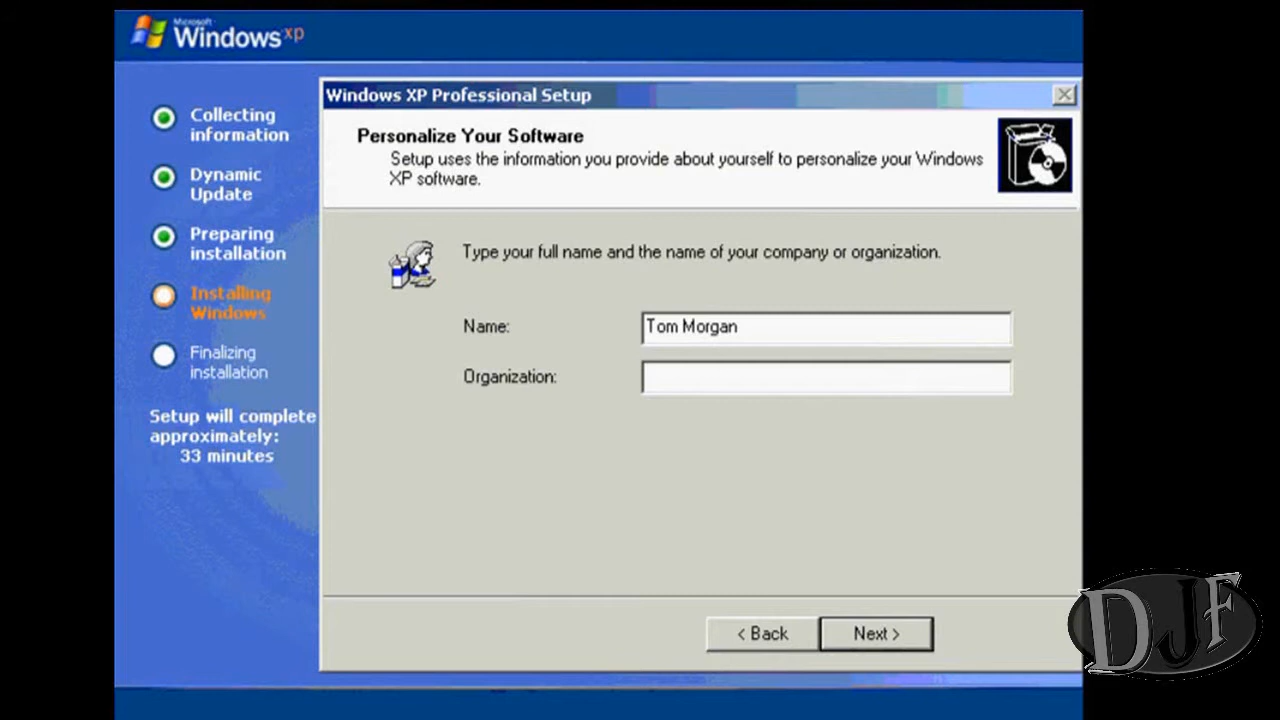 Microsoft
Windows xp
Windows XP Professional Setup
Collecting
information
Dynamic
Update
Preparing
installation
Installing
Windows
Finalizing
installation
Setup will complete
approximately:
33 minutes
Personalize Your Software
Setup uses the information you provide about yourself to personalize your Windows
XP software.
Type your full name and the name of your company or organization.
Name:
Tom Morgan
Organization:
< Back
Next >
DJF